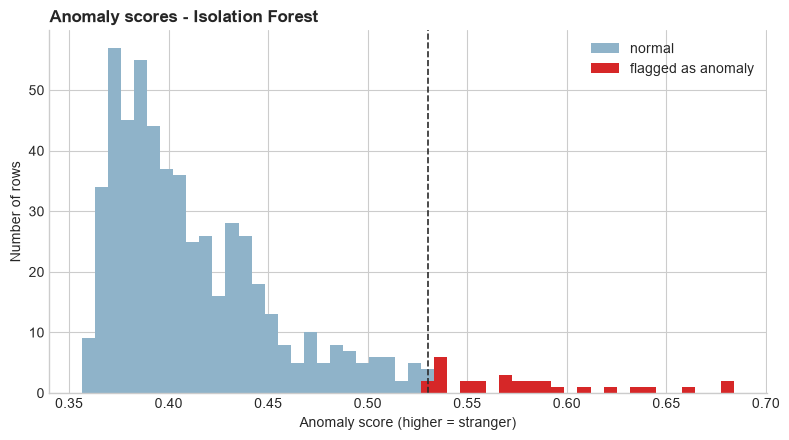 Anomaly scores - Isolation Forest
normal
flagged as anomaly
Number of rows
50
40
30
20
10
0
0.35 0.40 0.45 0.50 0.55 0.60 0.65 0.70
Anomaly score (higher = stranger)